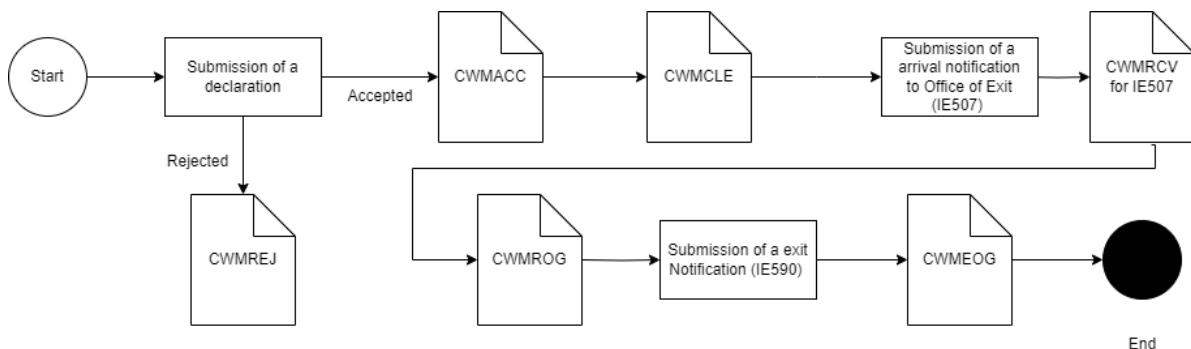 Start
Submission of a
declaration
Accepted
Rejected
CWMREJ
CWMACC
CWMCLE
Submission of a
arrival notification
to Office of Exit
(IE507)
CWMRCV
for IE507
CWMROG
Submission of a exit
Notification (IE590)
CWMEOG
End